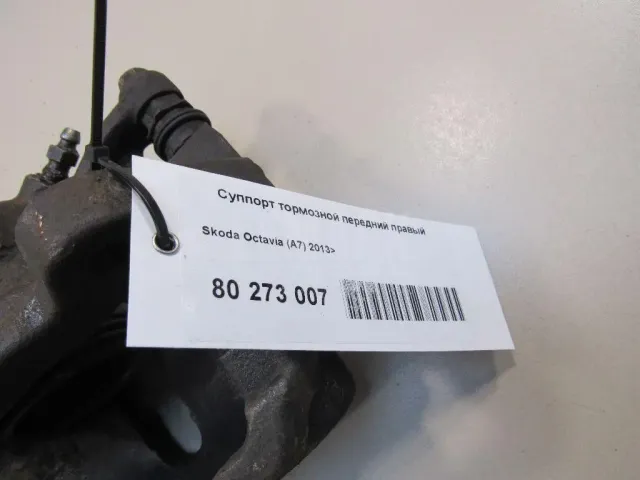 Суппорт тормозной передний правый
Skoda Octavia (A7) 2013>
80 273 007